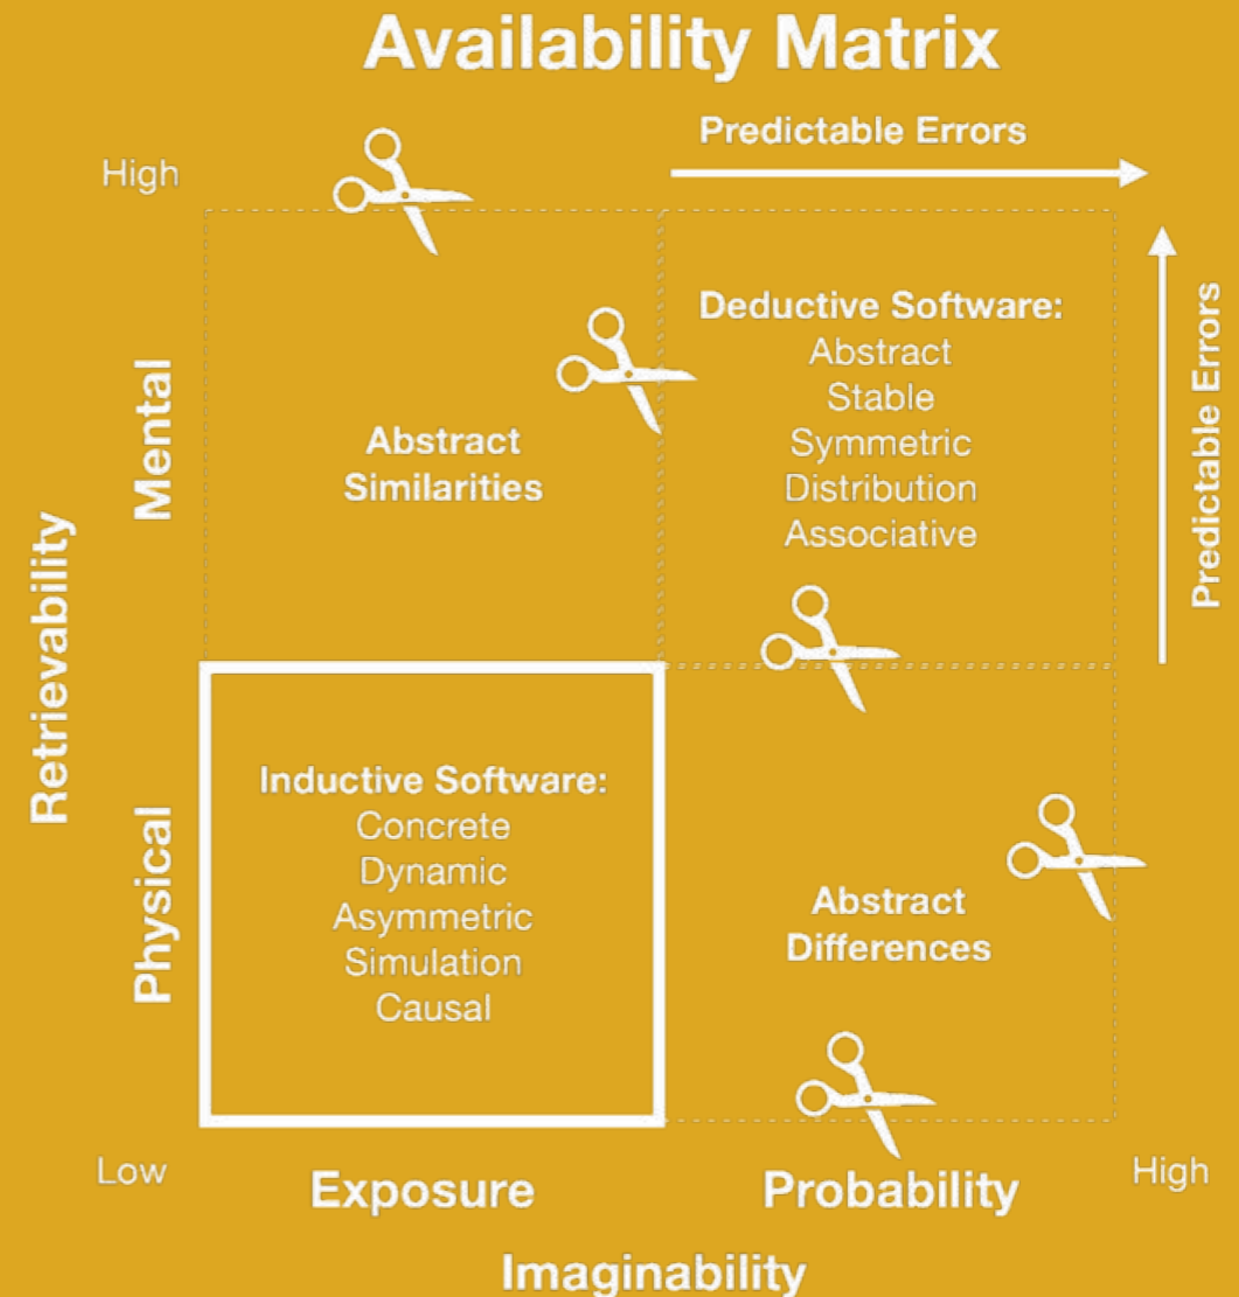 Availability Matrix
Predictable Errors
High
Predictable Errors
Deductive Software:
Abstract
Stable
Symmetric
Distribution
Associative
Mental
Abstract
Similarities
Retrievability
Inductive Software:
Concrete
Dynamic
Asymmetric
Simulation
Causal
Physical
Abstract
Differences
Low
High
Exposure
Probability
Imaginability